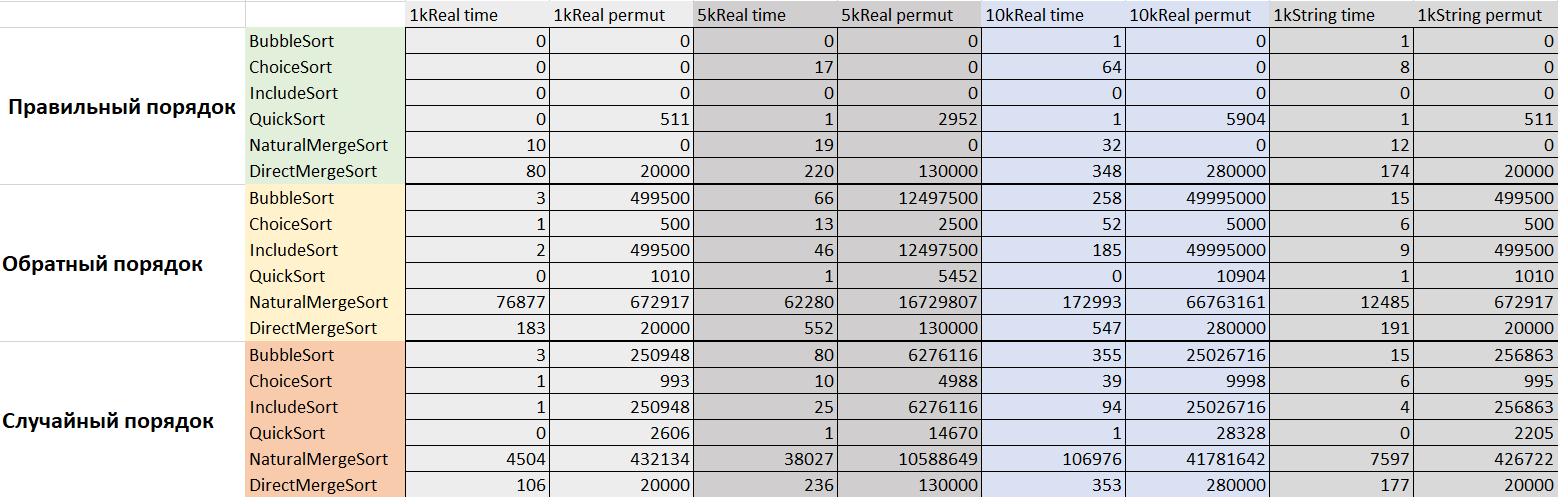 1kReal time 1kReal permut 5kReal time 5kReal permut 10kReal time 10kReal permut 1kString time 1kString permut
Правильный порядок
BubbleSort 0 0 0 0 1 0 1 0
ChoiceSort 0 0 17 0 64 0 8 0
IncludeSort 0 0 0 0 0 0 0 0
QuickSort 0 511 1 2952 1 5904 1 511
NaturalMergeSort 10 0 19 0 32 0 12 0
DirectMergeSort 80 20000 220 130000 348 280000 174 20000
Обратный порядок
BubbleSort 3 499500 66 12497500 258 49995000 15 499500
ChoiceSort 1 500 13 2500 52 5000 6 500
IncludeSort 2 499500 46 12497500 185 49995000 9 499500
QuickSort 0 1010 1 5452 0 10904 1 1010
NaturalMergeSort 76877 672917 62280 16729807 172993 66763161 12485 672917
DirectMergeSort 183 20000 552 130000 547 280000 191 20000
Случайный порядок
BubbleSort 3 250948 80 6276116 355 25026716 15 256863
ChoiceSort 1 993 10 4988 39 9998 6 995
IncludeSort 1 250948 25 6276116 94 25026716 4 256863
QuickSort 0 2606 1 14670 1 28328 0 2205
NaturalMergeSort 4504 432134 38027 10588649 106976 41781642 7597 426722
DirectMergeSort 106 20000 236 130000 353 280000 177 20000